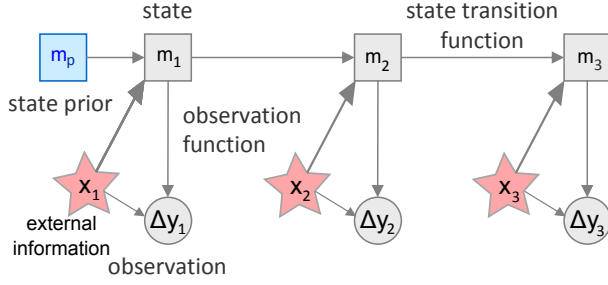 state
state transition
function
m_p
m_1
m_2
m_3
state prior
observation
function
x_1
x_2
x_3
external
information
Δy_1
Δy_2
Δy_3
observation